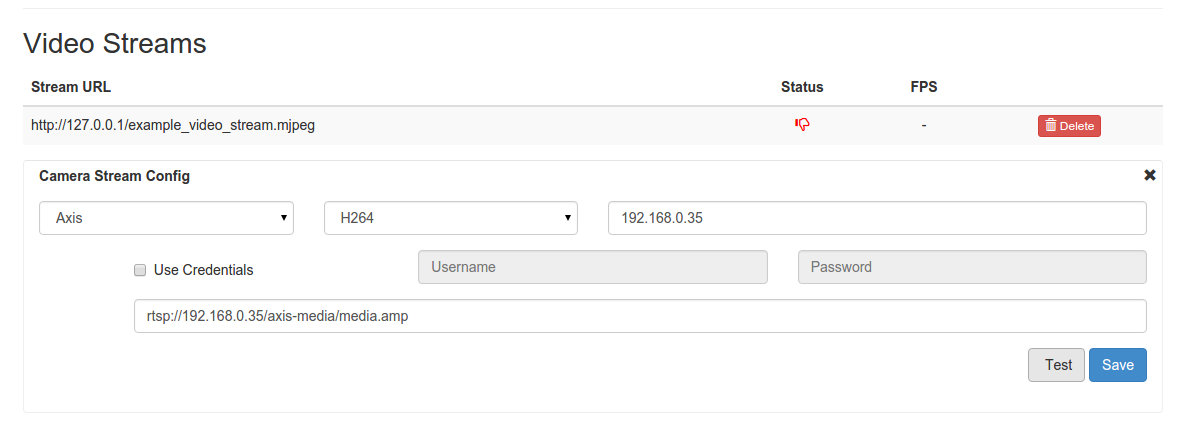 Video Streams
Stream URL Status FPS
http://127.0.0.1/example_video_stream.mjpeg - Delete
Camera Stream Config
Axis H264 192.168.0.35
Use Credentials Username Password
rtsp://192.168.0.35/axis-media/media.amp
Test Save